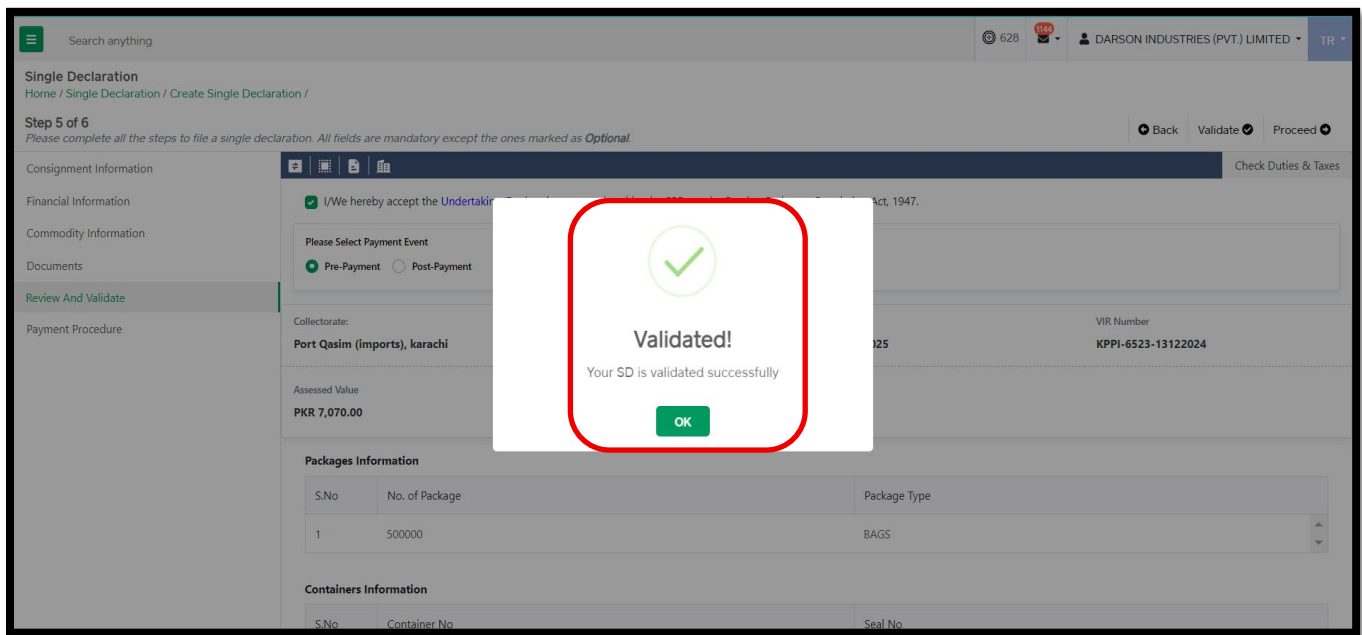 Search anything
628
1144
DARSON INDUSTRIES (PVT.) LIMITED
TR
Single Declaration
Home / Single Declaration / Create Single Declaration /
Step 5 of 6
Please complete all the steps to file a single declaration. All fields are mandatory except the ones marked as Optional.
Back
Validate
Proceed
Consignment Information
Financial Information
Commodity Information
Documents
Review And Validate
Payment Procedure
Check Duties & Taxes
I/We hereby accept the
Act, 1947.
Please Select Payment Event
Pre-Payment
Post-Payment
Validated!
Your SD is validated successfully
OK
Collectorate:
Port Qasim (imports), karachi
VIR Number
KPPI-6523-13122024
Assessed Value
PKR 7,070.00
Packages Information
S.No No. of Package Package Type
1 500000 BAGS
Containers Information
S.No Container No Seal No